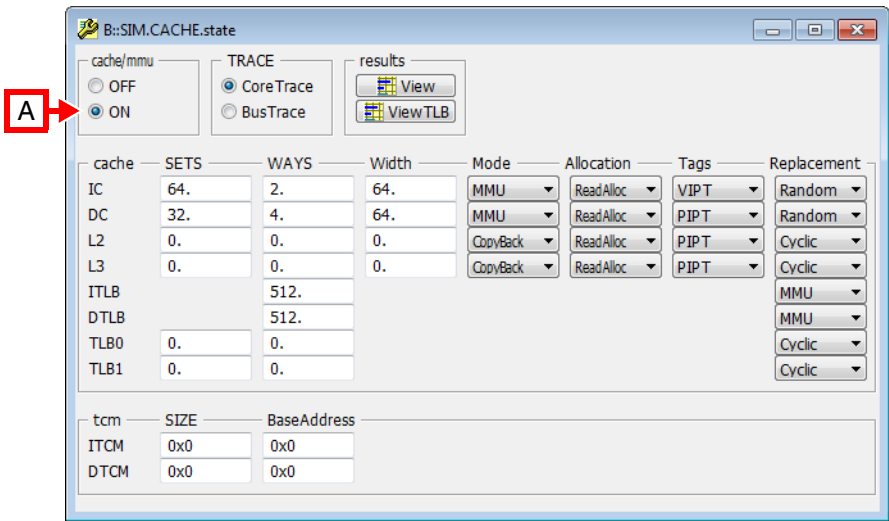 B::SIM.CACHE.state
cache/mmu TRACE results
OFF CoreTrace View
A ON BusTrace ViewTLB
cache SETS WAYS Width Mode Allocation Tags Replacement
IC 64. 2. 64. MMU ReadAlloc VIPT Random
DC 32. 4. 64. MMU ReadAlloc PIPT Random
L2 0. 0. 0. CopyBack ReadAlloc PIPT Cyclic
L3 0. 0. 0. CopyBack ReadAlloc PIPT Cyclic
ITLB 512. MMU
DTLB 512. MMU
TLB0 0. 0. Cyclic
TLB1 0. 0. Cyclic
tcm SIZE BaseAddress
ITCM 0x0 0x0
DTCM 0x0 0x0